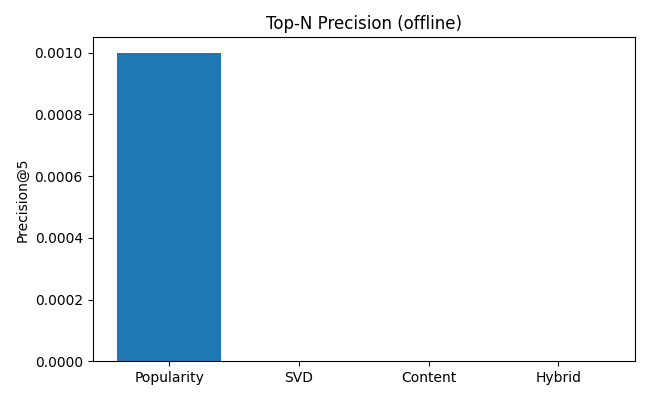 Top-N Precision (offline)
Precision@5
0.0010
0.0008
0.0006
0.0004
0.0002
0.0000
Popularity
SVD
Content
Hybrid